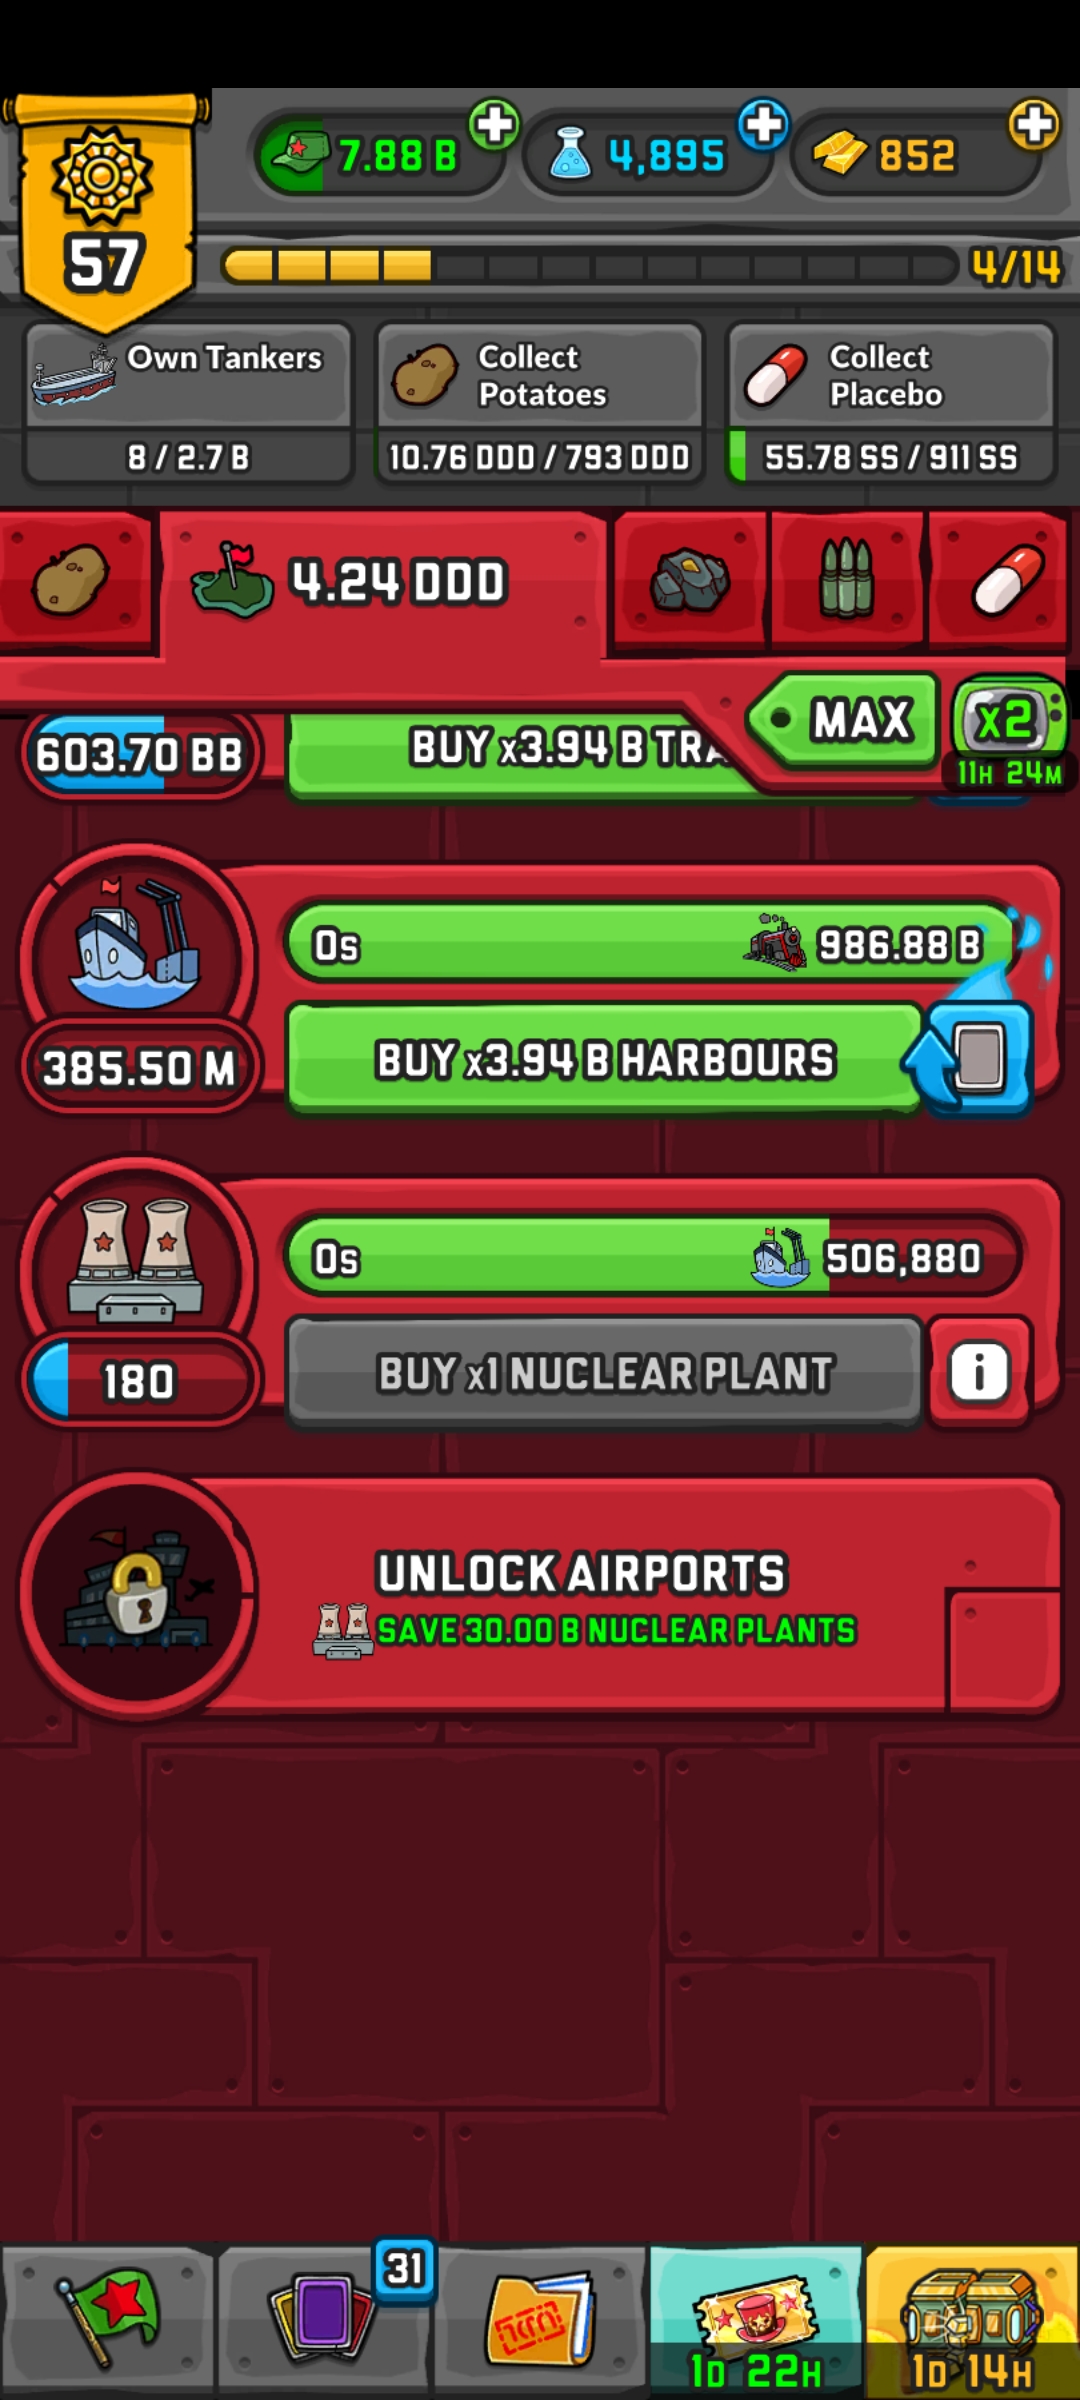 7.88 B
4,895
852
57
4/14
Own Tankers
8 / 2.7 B
Collect
Potatoes
10.76 DDD / 793 DDD
Collect
Placebo
55.78 SS / 911 SS
4.24 DDD
MAX
x2
11H 24M
603.70 BB
BUY x3.94 B
0s
986.88 B
385.50 M
BUY x3.94 B HARBOURS
0s
506,880
180
BUY x1 NUCLEAR PLANT
i
UNLOCK AIRPORTS
SAVE 30.00 B NUCLEAR PLANTS
31
1D 22H
1D 14H